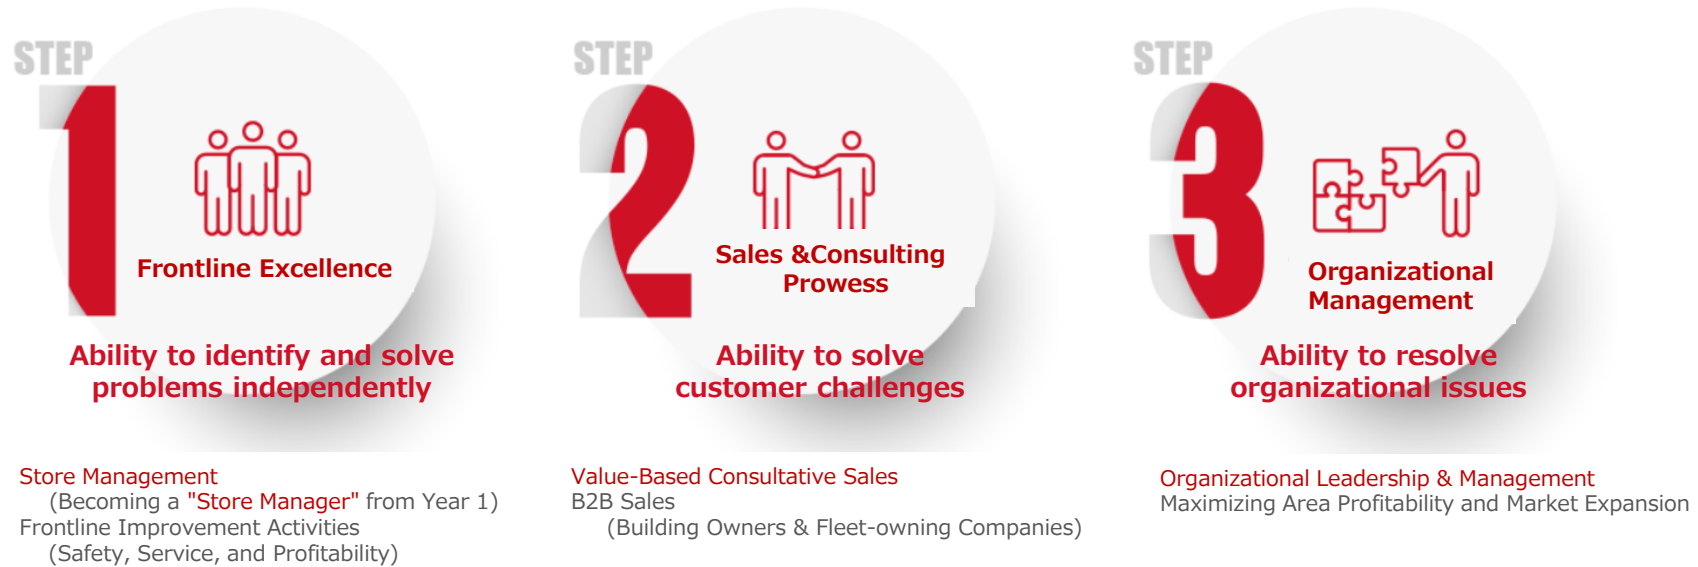 STEP
1
Frontline Excellence
Ability to identify and solve
problems independently
Store Management
(Becoming a "Store Manager" from Year 1)
Frontline Improvement Activities
(Safety, Service, and Profitability)
STEP
2
Sales &Consulting
Prowess
Ability to solve
customer challenges
Value-Based Consultative Sales
B2B Sales
(Building Owners & Fleet-owning Companies)
STEP
3
Organizational
Management
Ability to resolve
organizational issues
Organizational Leadership & Management
Maximizing Area Profitability and Market Expansion